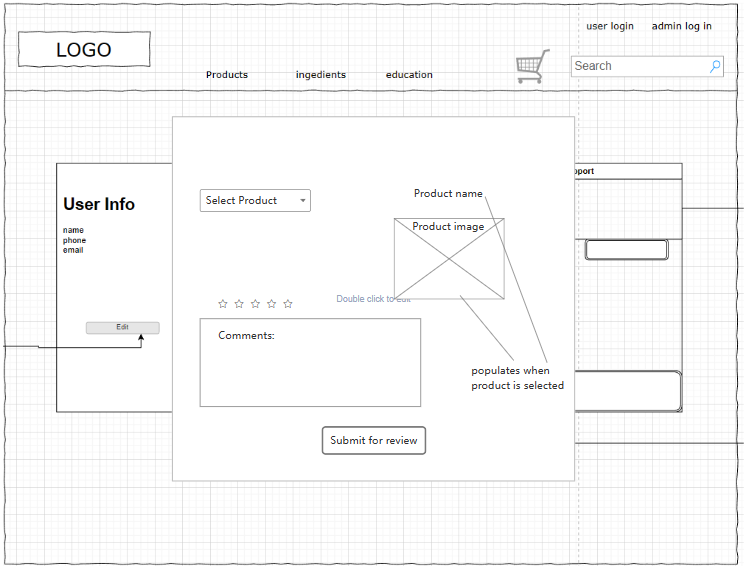 user login
admin log in
LOGO
Search
Products
ingedients
education
User Info
name
phone
email
Edit
Select Product
Product name
Product image
Double click to edit
Comments:
populates when
product is selected
Submit for review